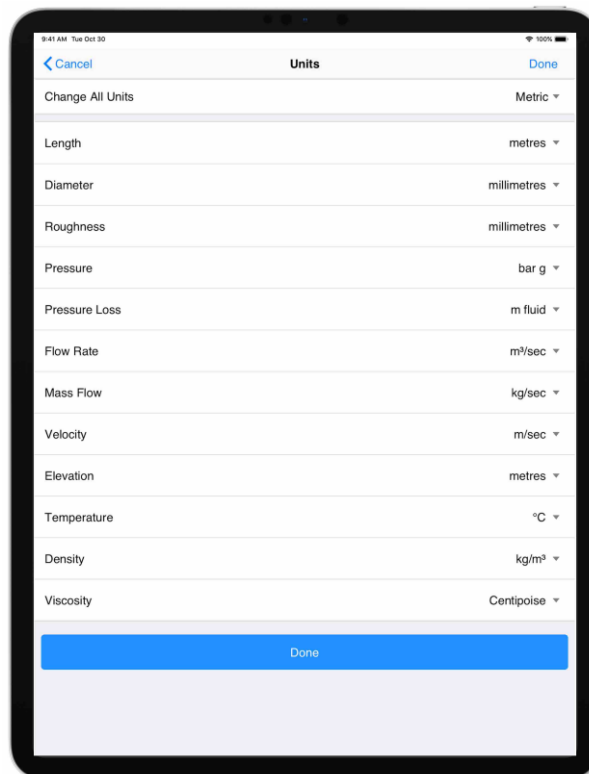 9:41 AM Tue Oct 30 100%
Cancel Units Done
Change All Units Metric
Length metres
Diameter millimetres
Roughness millimetres
Pressure bar g
Pressure Loss m fluid
Flow Rate m³/sec
Mass Flow kg/sec
Velocity m/sec
Elevation metres
Temperature °C
Density kg/m³
Viscosity Centipoise
Done